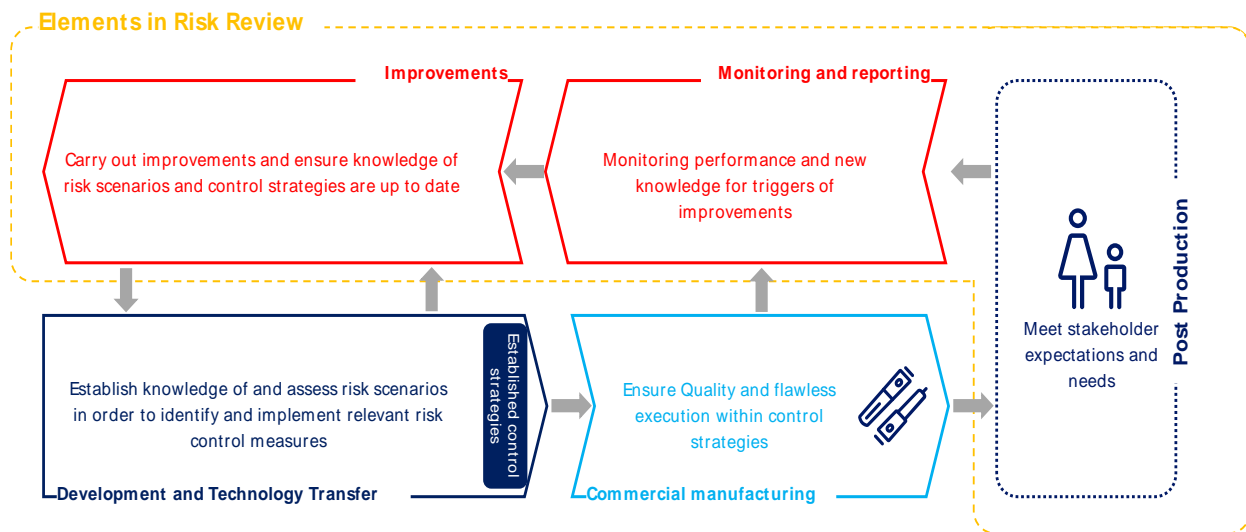 Elements in Risk Review
Improvements
Carry out improvements and ensure knowledge of
risk scenarios and control strategies are up to date
Monitoring and reporting
Monitoring performance and new
knowledge for triggers of
improvements
Post Production
Meet stakeholder
expectations and
needs
Establish knowledge of and assess risk scenarios
in order to identify and implement relevant risk
control measures
Established control
strategies
Development and Technology Transfer
Ensure Quality and flawless
execution within control
strategies
Commercial manufacturing